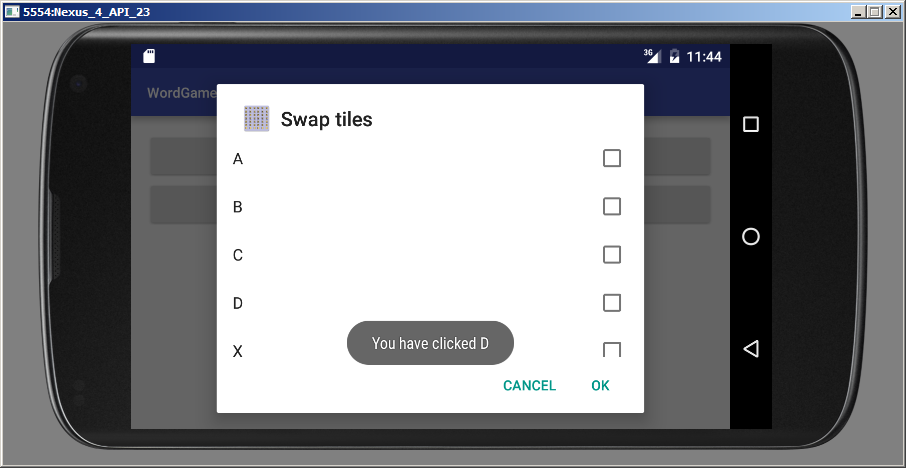 5554:Nexus_4_API_23
3G 11:44
WordGame
Swap tiles
A
B
C
D
X
You have clicked D
CANCEL OK